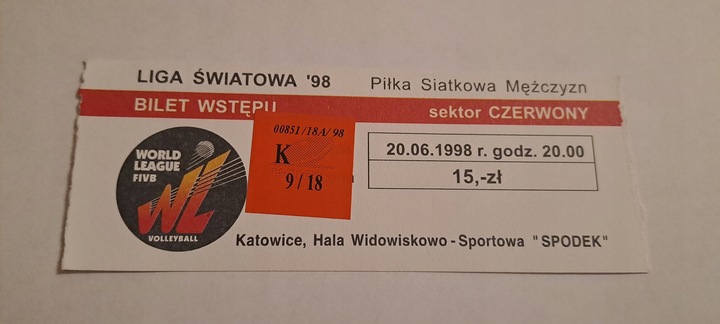 LIGA ŚWIATOWA '98 Piłka Siatkowa Mężczyzn
BILET WSTĘPU sektor CZERWONY
WORLD
LEAGUE
FIVB
WL
VOLLEYBALL
00851/18A/98
K
9/18
20.06.1998 r. godz. 20.00
15,-zł
Katowice, Hala Widowiskowo - Sportowa "SPODEK"